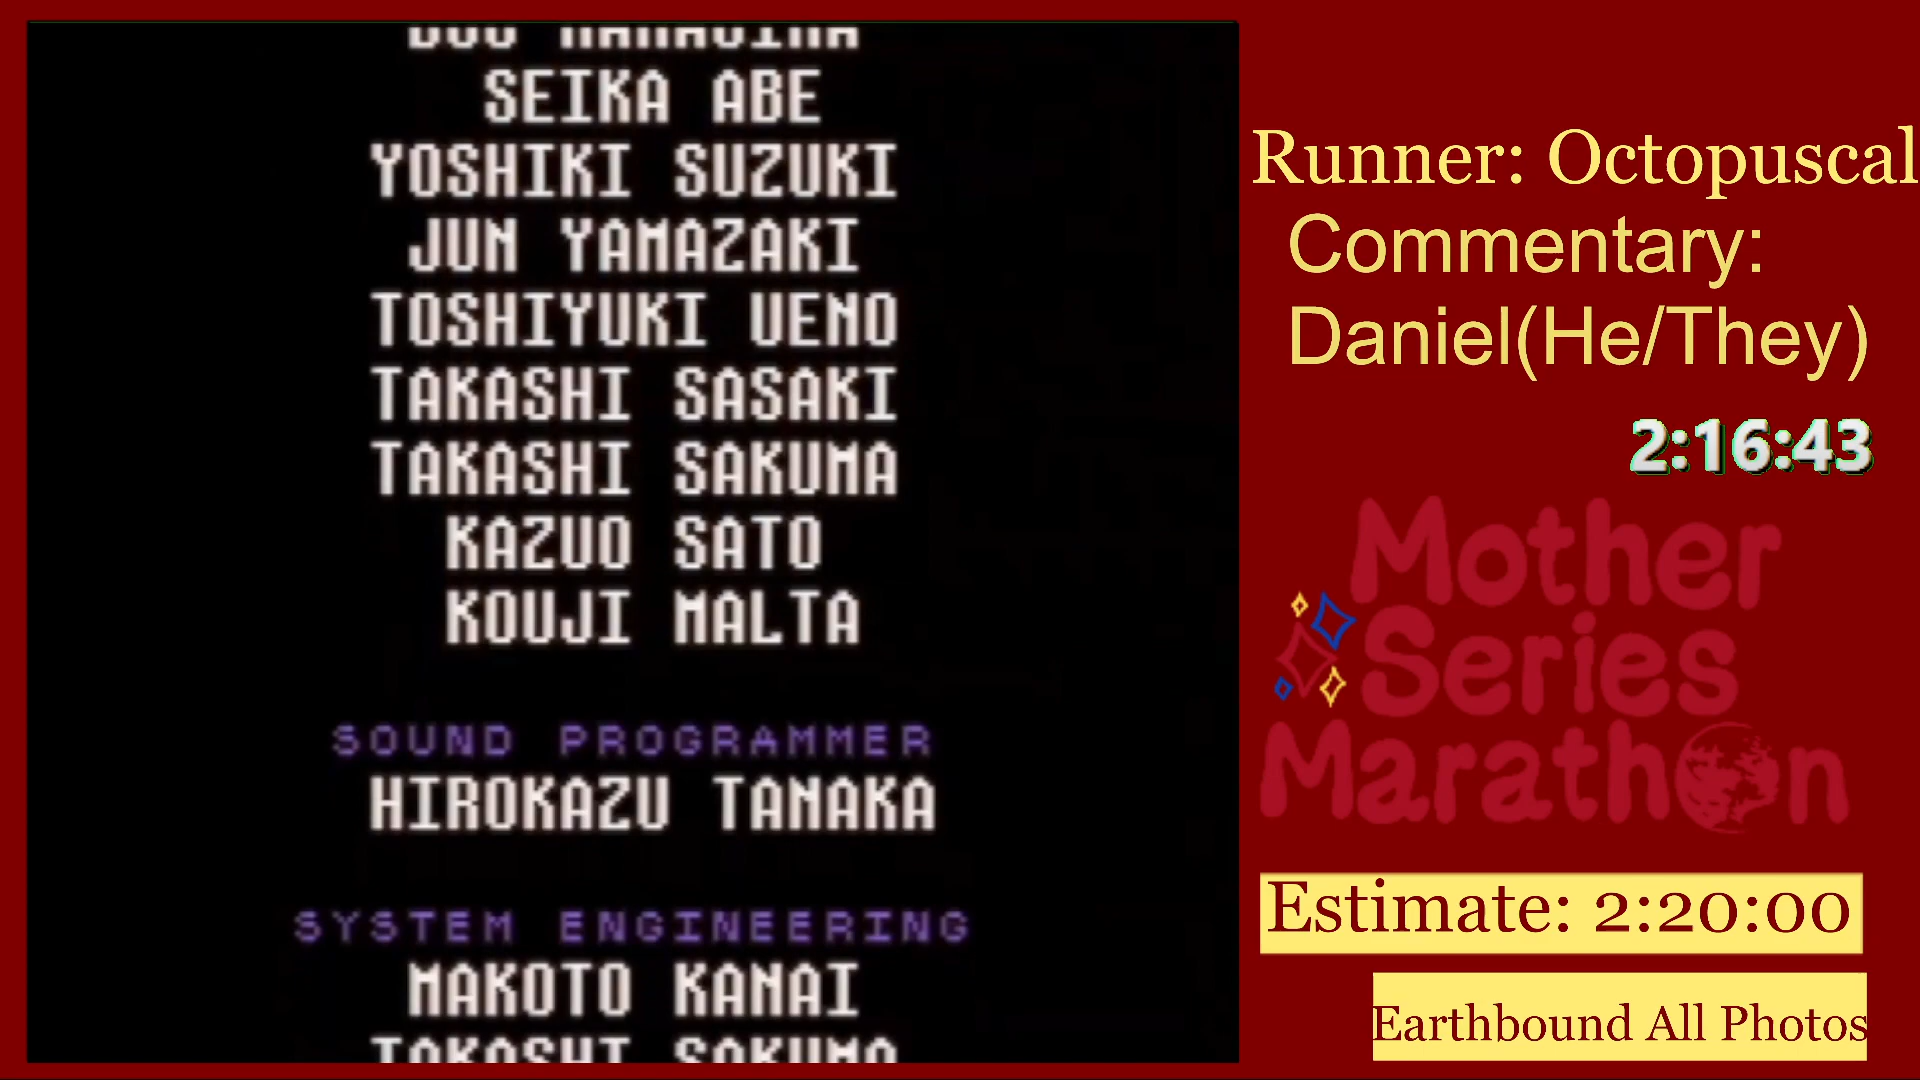 SEIKA ABE
YOSHIKI SUZUKI
JUN YAMAZAKI
TOSHIYUKI UENO
TAKASHI SASAKI
TAKASHI SAKUMA
KAZUO SATO
KOUJI MALTA
SOUND PROGRAMMER
HIROKAZU TANAKA
SYSTEM ENGINEERING
MAKOTO KANAI
TAKASHI SAKUMA
Runner: Octopuscal
Commentary:
Daniel(He/They)
2:16:43
Mother
Series
Marathon
Estimate: 2:20:00
Earthbound All Photos